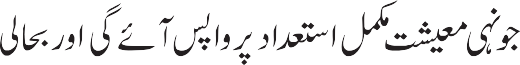 جونہی معیشت مکمل استعداد پر واپس آئے گی اور بحالی